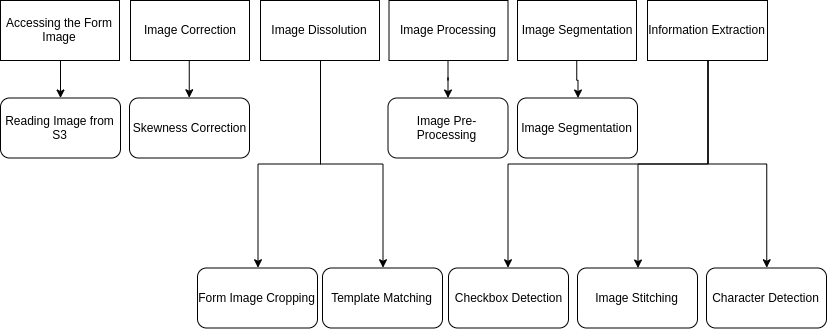 Accessing the Form
Image
Image Correction
Image Dissolution
Image Processing
Image Segmentation
Information Extraction
Reading Image from
S3
Skewness Correction
Image Pre-
Processing
Image Segmentation
Form Image Cropping
Template Matching
Checkbox Detection
Image Stitching
Character Detection